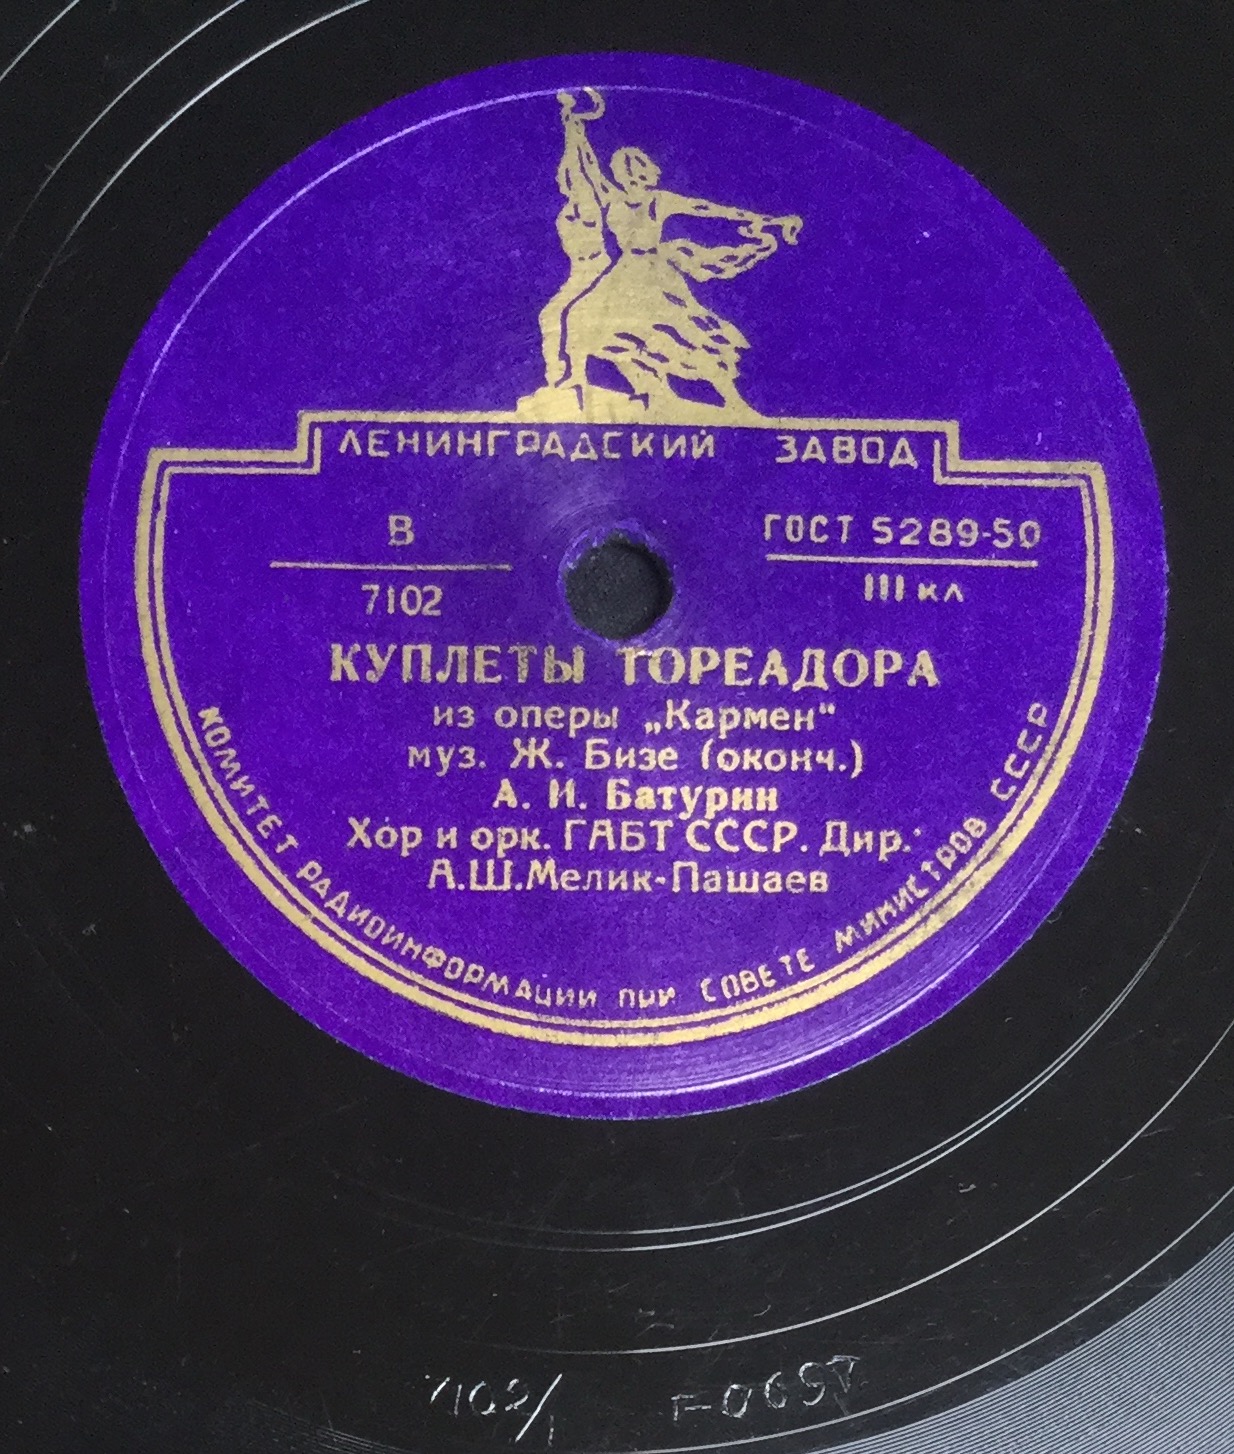 ЛЕНИНГРАДСКИЙ ЗАВОД
В
7102
ГОСТ 5289-50
III кл
КУПЛЕТЫ ТОРЕАДОРА
из оперы „Кармен"
муз. Ж. Бизе (оконч.)
А. И. Батурин
Хор и орк. ГАБТ СССР. Дир.
А.Ш.Мелик-Пашаев
КОМИТЕТ РАДИОИНФОРМАЦИИ ПРИ СОВЕТЕ МИНИСТРОВ СССР
7102/